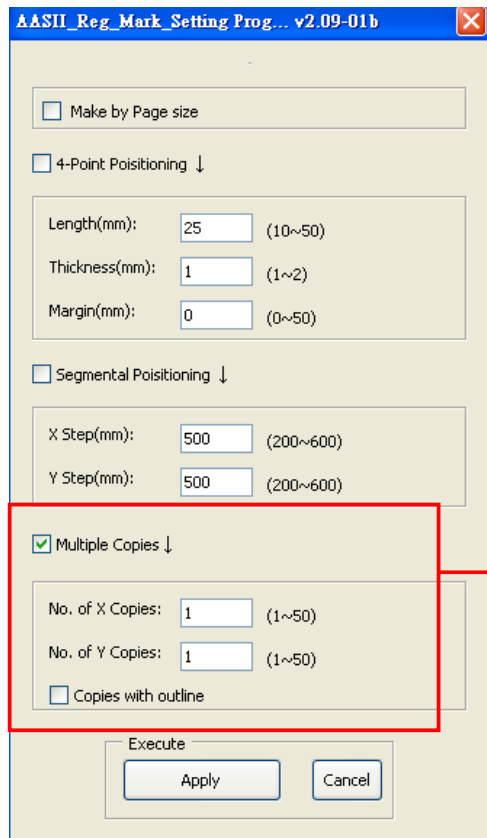 AASII_Reg_Mark_Setting Prog... v2.09-01b
Make by Page size
4-Point Poisitioning ↓
Length(mm): 25 (10~50)
Thickness(mm): 1 (1~2)
Margin(mm): 0 (0~50)
Segmental Poisitioning ↓
X Step(mm): 500 (200~600)
Y Step(mm): 500 (200~600)
Multiple Copies ↓
No. of X Copies: 1 (1~50)
No. of Y Copies: 1 (1~50)
Copies with outline
Execute
Apply Cancel